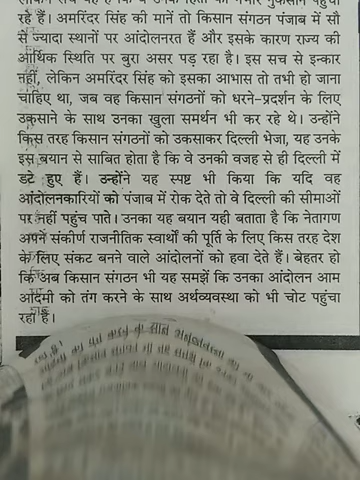 रहे हैं। अमरिंदर सिंह की मानें तो किसान संगठन पंजाब में सौ
से ज्यादा स्थानों पर आंदोलनरत हैं और इसके कारण राज्य की
आर्थिक स्थिति पर बुरा असर पड़ रहा है। इस सच से इन्कार
नहीं, लेकिन अमरिंदर सिंह को इसका आभास तो तभी हो जाना
चाहिए था, जब वह किसान संगठनों को धरने-प्रदर्शन के लिए
उकसाने के साथ उनका खुला समर्थन भी कर रहे थे। उन्होंने
किस तरह किसान संगठनों को उकसाकर दिल्ली भेजा, यह उनके
इस बयान से साबित होता है कि वे उनकी वजह से ही दिल्ली में
डटे हुए हैं। उन्होंने यह स्पष्ट भी किया कि यदि वह
आंदोलनकारियों को पंजाब में रोक देते तो वे दिल्ली की सीमाओं
पर नहीं पहुंच पाते। उनका यह बयान यही बताता है कि नेतागण
अपने संकीर्ण राजनीतिक स्वार्थों की पूर्ति के लिए किस तरह देश
के लिए संकट बनने वाले आंदोलनों को हवा देते हैं। बेहतर हो
कि अब किसान संगठन भी यह समझें कि उनका आंदोलन आम
आदमी को तंग करने के साथ अर्थव्यवस्था को भी चोट पहुंचा
रहा है।